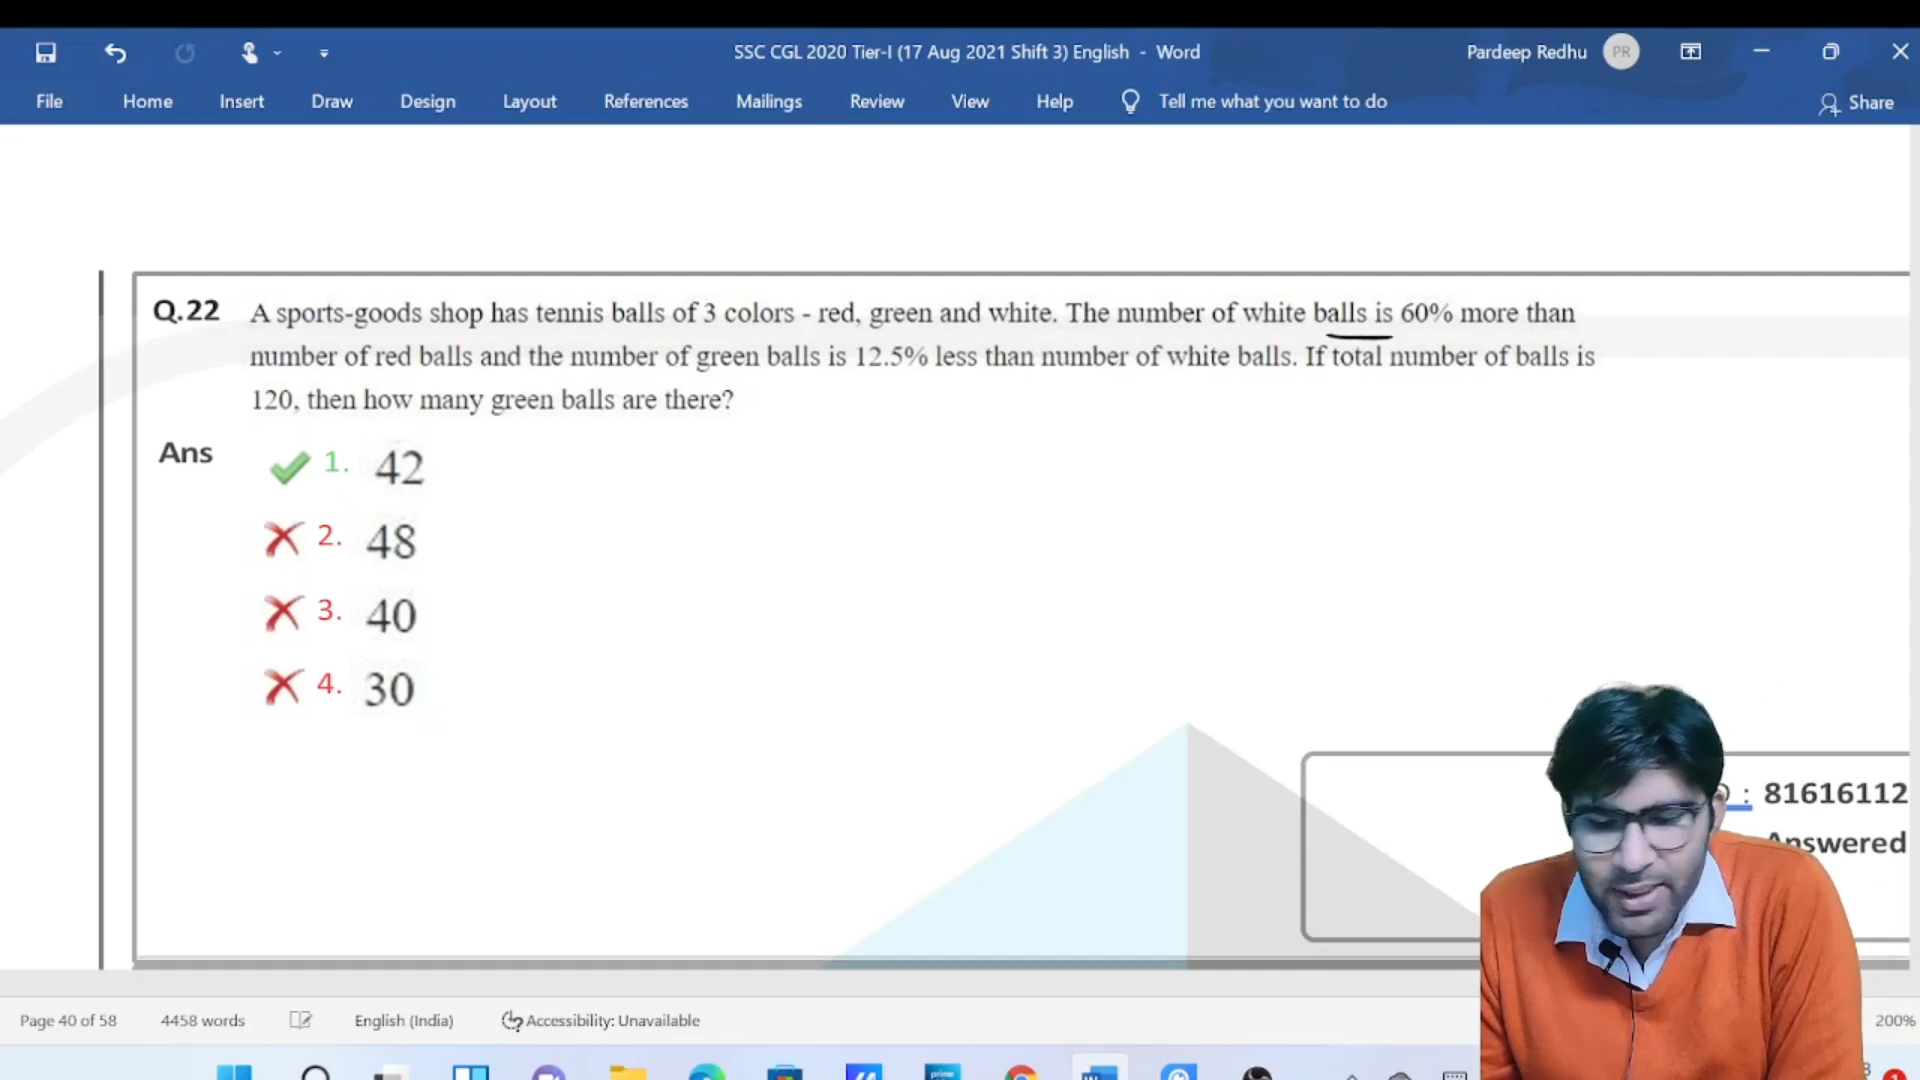 SSC CGL 2020 Tier-I (17 Aug 2021 Shift 3) English - Word
Pardeep Redhu PR
File Home Insert Draw Design Layout References Mailings Review View Help Tell me what you want to do Share
Q.22 A sports-goods shop has tennis balls of 3 colors - red, green and white. The number of white balls is 60% more than
number of red balls and the number of green balls is 12.5% less than number of white balls. If total number of balls is
120, then how many green balls are there?
Ans 1. 42
2. 48
3. 40
4. 30
: 81616112
Answered
Page 40 of 58 4458 words English (India) Accessibility: Unavailable 200%
prime